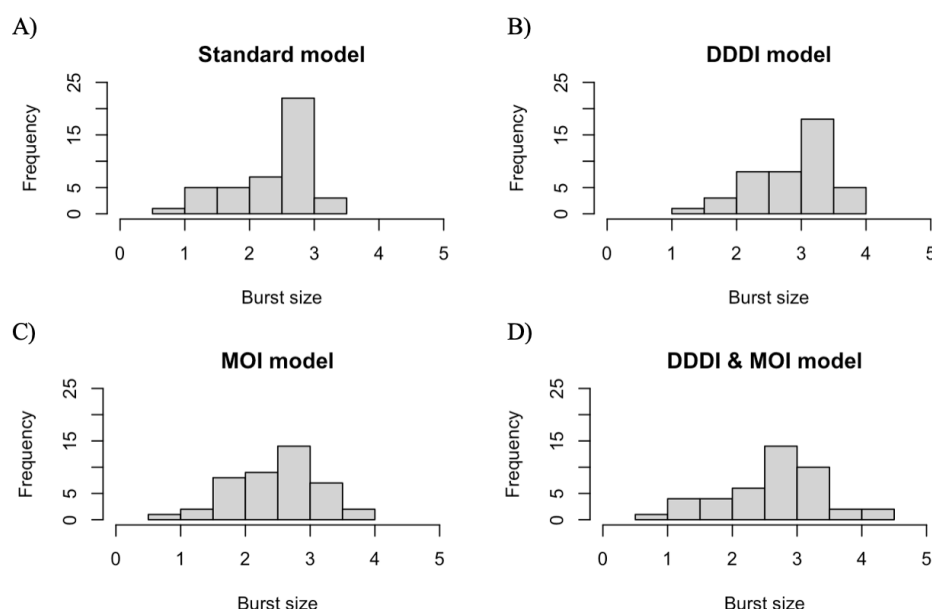 A)
Standard model
Frequency
0 5 15 25
0 1 2 3 4 5
Burst size
B)
DDDI model
Frequency
0 5 15 25
0 1 2 3 4 5
Burst size
C)
MOI model
Frequency
0 5 15 25
0 1 2 3 4 5
Burst size
D)
DDDI & MOI model
Frequency
0 5 15 25
0 1 2 3 4 5
Burst size